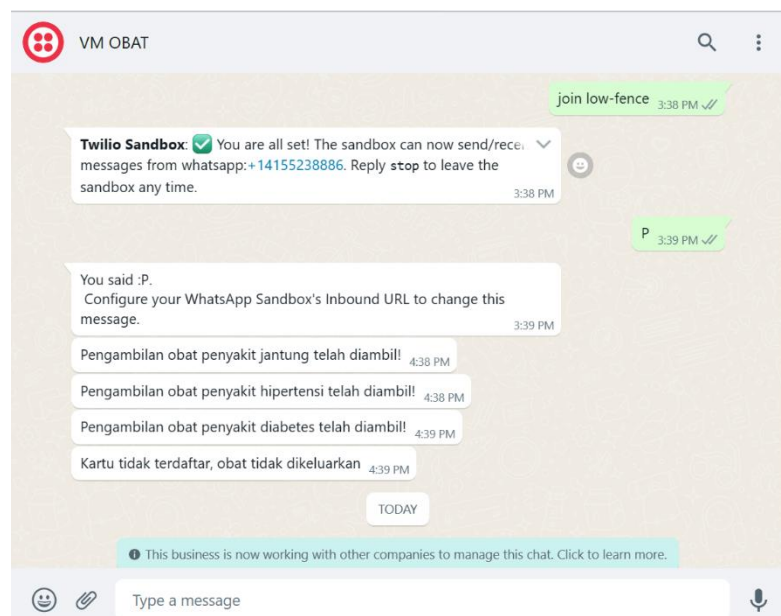 VM OBAT
join low-fence 3:38 PM
Twilio Sandbox: ✅ You are all set! The sandbox can now send/rece
messages from whatsapp:+14155238886. Reply stop to leave the
sandbox any time.
3:38 PM
P 3:39 PM
You said :P.
Configure your WhatsApp Sandbox's Inbound URL to change this
message.
3:39 PM
Pengambilan obat penyakit jantung telah diambil! 4:38 PM
Pengambilan obat penyakit hipertensi telah diambil! 4:38 PM
Pengambilan obat penyakit diabetes telah diambil! 4:39 PM
Kartu tidak terdaftar, obat tidak dikeluarkan 4:39 PM
TODAY
This business is now working with other companies to manage this chat. Click to learn more.
Type a message